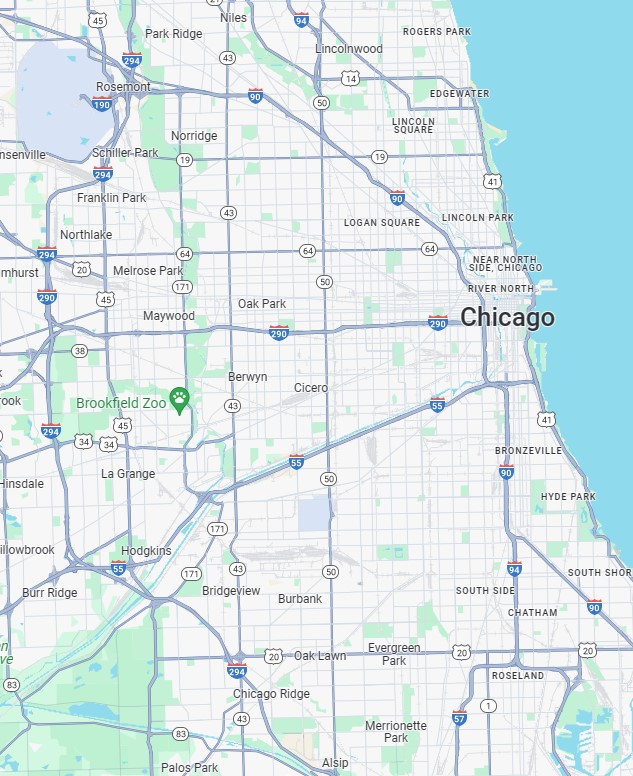 21
45
Niles
94
ROGERS PARK
Park Ridge
Lincolnwood
43
294
14
Rosemont
90
EDGEWATER
190
50
LINCOLN
SQUARE
Norridge
nsenville
Schiller Park
19
19
294
41
Franklin Park
90
43
LOGAN SQUARE
LINCOLN PARK
Northlake
294
64
64
64
NEAR NORTH
SIDE, CHICAGO
mhurst
20
Melrose Park
50
171
RIVER NORTH
290
45
Oak Park
Maywood
Chicago
290
290
38
Berwyn
Cicero
rook
Brookfield Zoo
43
55
41
294
45
34
34
BRONZEVILLE
55
90
La Grange
50
Hinsdale
HYDE PARK
171
illowbrook
Hodgkins
55
43
50
94
SOUTH SHOR
171
Burr Ridge
Bridgeview
Burbank
SOUTH SIDE
90
CHATHAM
en
ve
20
Oak Lawn
Evergreen
Park
20
20
294
ROSELAND
83
Chicago Ridge
1
43
57
83
Merrionette
Park
Palos Park
Alsip